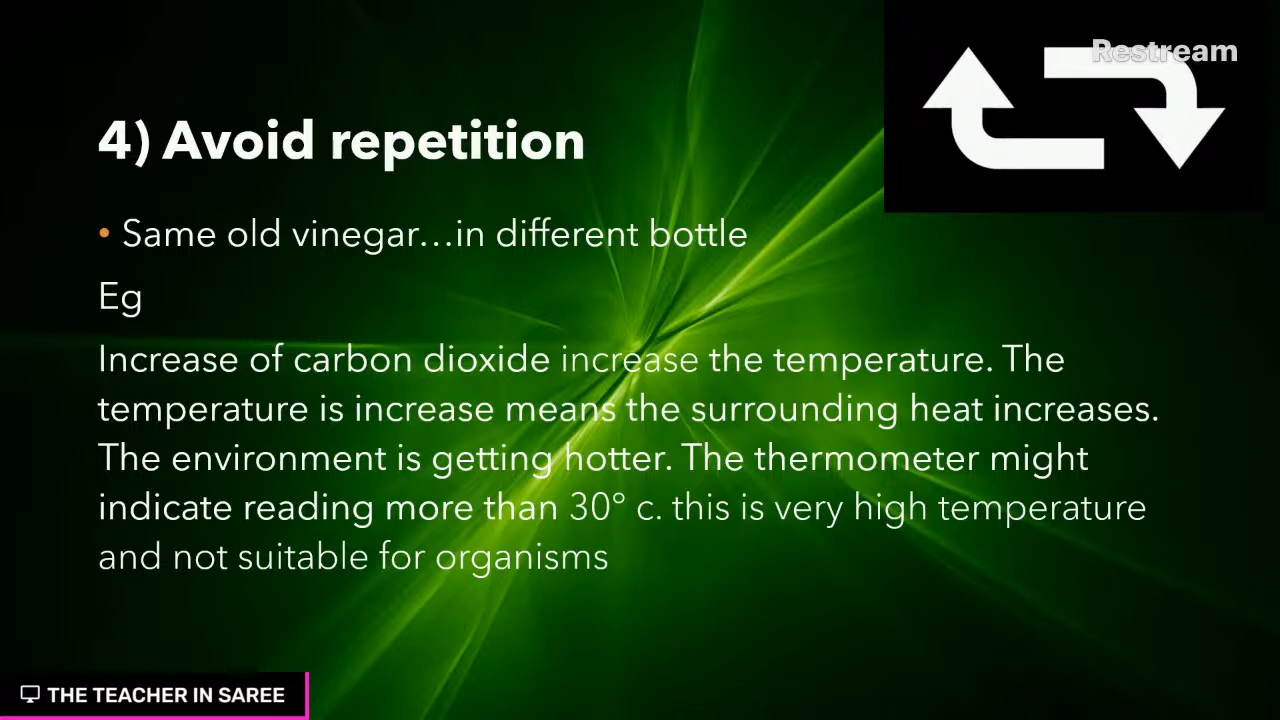 Restream
4) Avoid repetition
• Same old vinegar…in different bottle
Eg
Increase of carbon dioxide increase the temperature. The
temperature is increase means the surrounding heat increases.
The environment is getting hotter. The thermometer might
indicate reading more than 30º c. this is very high temperature
and not suitable for organisms
THE TEACHER IN SAREE